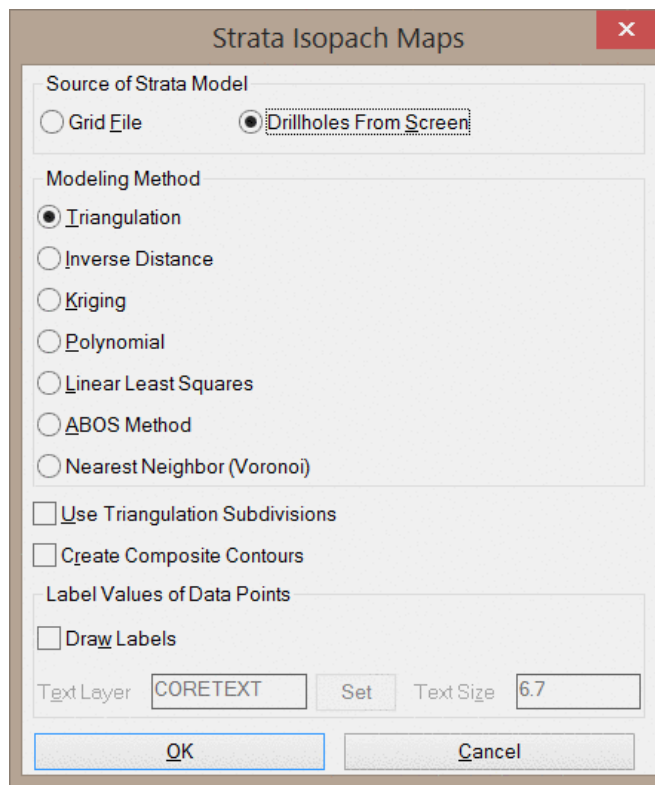 Strata Isopach Maps
Source of Strata Model
Grid File Drillholes From Screen
Modeling Method
Triangulation
Inverse Distance
Kriging
Polynomial
Linear Least Squares
ABOS Method
Nearest Neighbor (Voronoi)
Use Triangulation Subdivisions
Create Composite Contours
Label Values of Data Points
Draw Labels
Text Layer CORETEXT Set Text Size 6.7
OK Cancel